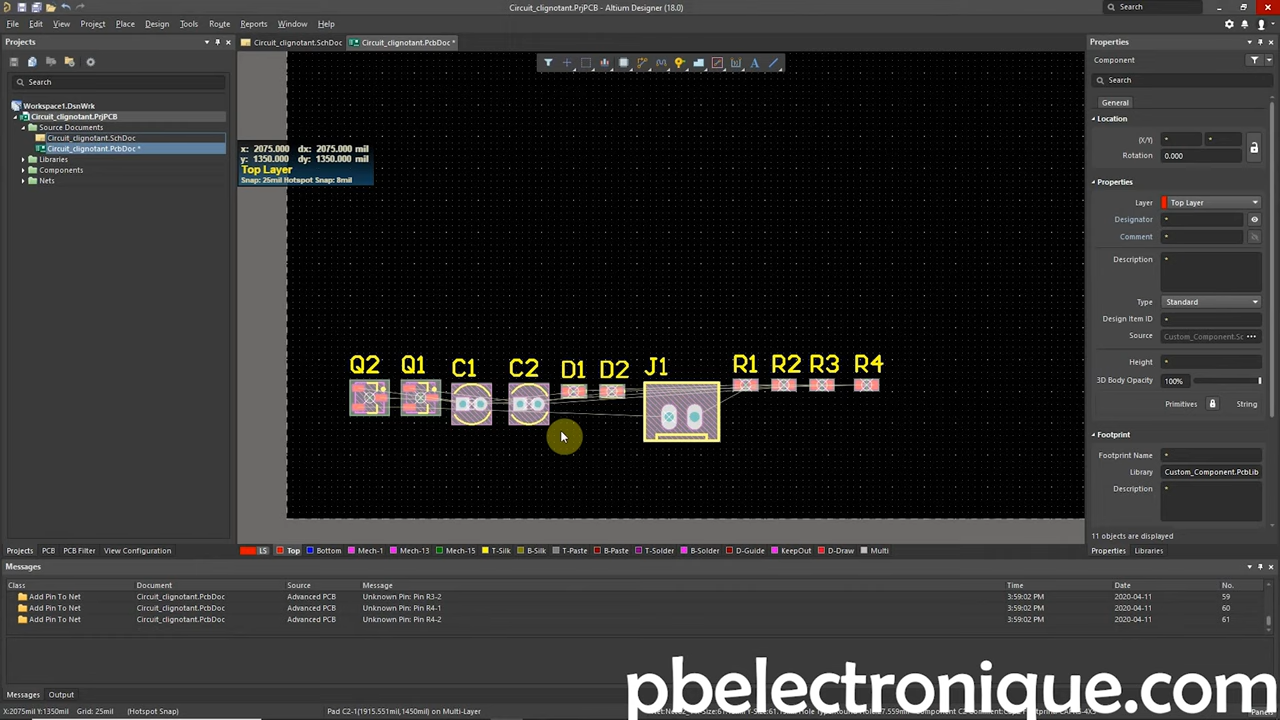 Circuit_clignotant.PrjPCB - Altium Designer (18.0)
Search
File Edit View Project Place Design Tools Route Reports Window Help
Projects
Circuit_clignotant.SchDoc
Circuit_clignotant.PcbDoc *
Properties
Component
Search
Search
General
Workspace1.DsnWrk
Circuit_clignotant.PrjPCB
Source Documents
Circuit_clignotant.SchDoc
Circuit_clignotant.PcbDoc *
Libraries
Components
Nets
x: 2075.000 dx: 2075.000 mil
y: 1350.000 dy: 1350.000 mil
Top Layer
Snap: 25mil Hotspot Snap: 8mil
Location
(X/Y) * *
Rotation 0.000
Properties
Layer Top Layer
Designator *
Comment *
Description *
Type Standard
Design Item ID *
Source Custom_Component.Sc
Height *
3D Body Opacity 100%
Primitives String
Footprint
Footprint Name *
Library Custom_Component.PcbLib
Description *
11 objects are displayed
Q2 Q1 C1 C2 D1 D2 J1 R1 R2 R3 R4
Projects PCB PCB Filter View Configuration
LS Top Bottom Mech-1 Mech-13 Mech-15 T-Silk B-Silk T-Paste B-Paste T-Solder B-Solder D-Guide KeepOut D-Draw Multi
Properties Libraries
Messages
Class Document Source Message Time Date No.
Add Pin To Net Circuit_clignotant.PcbDoc Advanced PCB Unknown Pin: Pin R3-2 3:59:02 PM 2020-04-11 59
Add Pin To Net Circuit_clignotant.PcbDoc Advanced PCB Unknown Pin: Pin R4-1 3:59:02 PM 2020-04-11 60
Add Pin To Net Circuit_clignotant.PcbDoc Advanced PCB Unknown Pin: Pin R4-2 3:59:02 PM 2020-04-11 61
pbelectronique.com
Messages Output
X:2075mil Y:1350mil Grid: 25mil (Hotspot Snap) Pad C2-1(1915.551mil,1450mil) on Multi-Layer
Panels